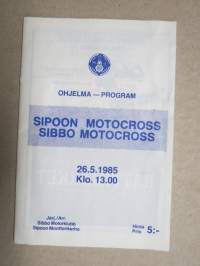 OHJELMA — PROGRAM
SIPOON MOTOCROSS
SIBBO MOTOCROSS
26.5.1985
Klo. 13.00
Järj./Arr.
Sibbo Motorklubb
Sipoon Moottorikerho
Hinta
Pris 5:-